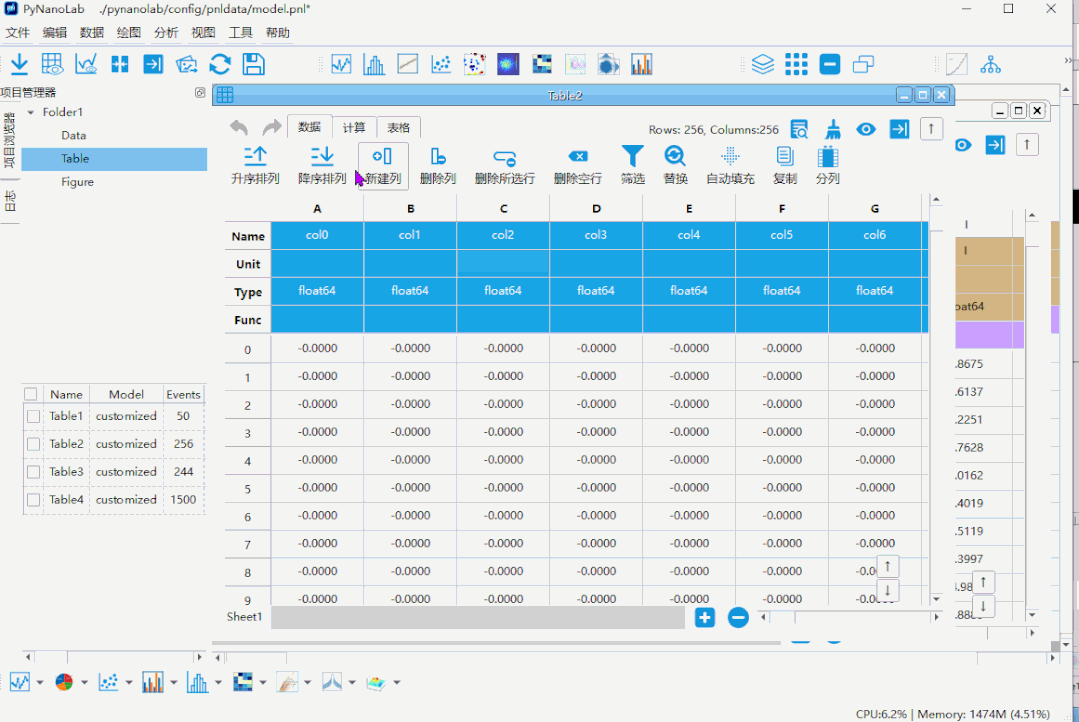 PyNanoLab ./pynanolab/config/pnldata/model.pnl*
文件 编辑 数据 绘图 分析 视图 工具 帮助
项目管理器
项目浏览器
日志
Folder1
Data
Table
Figure
Name Model Events
Table1 customized 50
Table2 customized 256
Table3 customized 244
Table4 customized 1500
Table2
数据 计算 表格
Rows: 256, Columns:256
升序排列 降序排列 新建列 删除列 删除所选行 删除空行 筛选 替换 自动填充 复制 分列
A B C D E F G
Name col0 col1 col2 col3 col4 col5 col6
Unit
Type float64 float64 float64 float64 float64 float64 float64
Func
0 -0.0000 -0.0000 -0.0000 -0.0000 -0.0000 -0.0000 -0.0000
1 -0.0000 -0.0000 -0.0000 -0.0000 -0.0000 -0.0000 -0.0000
2 -0.0000 -0.0000 -0.0000 -0.0000 -0.0000 -0.0000 -0.0000
3 -0.0000 -0.0000 -0.0000 -0.0000 -0.0000 -0.0000 -0.0000
4 -0.0000 -0.0000 -0.0000 -0.0000 -0.0000 -0.0000 -0.0000
5 -0.0000 -0.0000 -0.0000 -0.0000 -0.0000 -0.0000 -0.0000
6 -0.0000 -0.0000 -0.0000 -0.0000 -0.0000 -0.0000 -0.0000
7 -0.0000 -0.0000 -0.0000 -0.0000 -0.0000 -0.0000 -0.0000
8 -0.0000 -0.0000 -0.0000 -0.0000 -0.0000 -0.0000
9 -0.0000 -0.0000 -0.0000 -0.0000 -0.0000 -0.0000
Sheet1
I
I
oat64
.8675
.6137
.2251
.7628
.0162
.4019
.5119
.3997
CPU:6.2% | Memory: 1474M (4.51%)